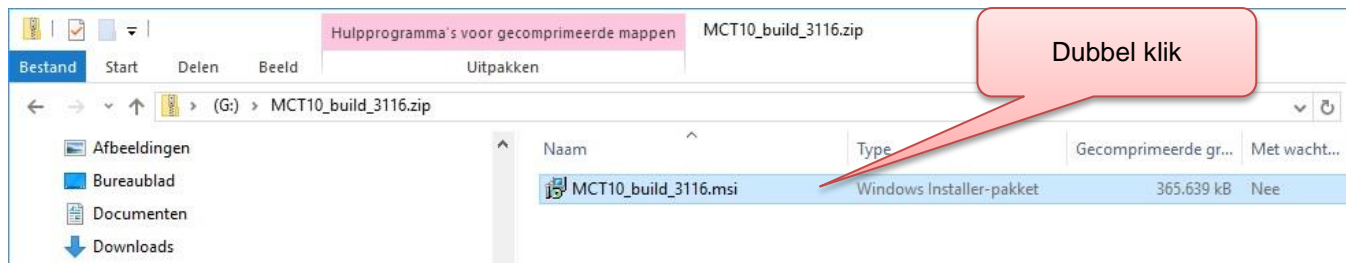 Hulpprogramma's voor gecomprimeerde mappen MCT10_build_3116.zip
Dubbel klik
Bestand Start Delen Beeld Uitpakken
(G:) MCT10_build_3116.zip
Afbeeldingen Naam Type Gecomprimeerde gr... Met wacht...
Bureaublad MCT10_build_3116.msi Windows Installer-pakket 365.639 kB Nee
Documenten
Downloads